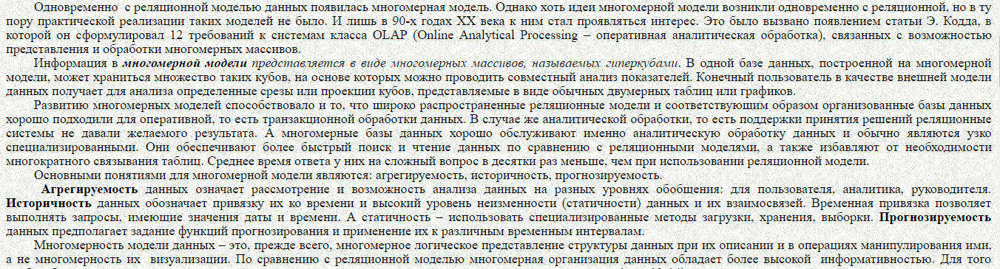 Одновременно с реляционной моделью данных появилась многомерная модель. Однако хоть идеи многомерной модели возникли одновременно с реляционной, но в ту
пору практической реализации таких моделей не было. И лишь в 90-х годах XX века к ним стал проявляться интерес. Это было вызвано появлением статьи Э. Кодда, в
которой он сформулировал 12 требований к системам класса OLAP (Online Analytical Processing – оперативная аналитическая обработка), связанных с возможностью
представления и обработки многомерных массивов.
Информация в многомерной модели представляется в виде многомерных массивов, называемых гиперкубами. В одной базе данных, построенной на многомерной
модели, может храниться множество таких кубов, на основе которых можно проводить совместный анализ показателей. Конечный пользователь в качестве внешней модели
данных получает для анализа определенные срезы или проекции кубов, представляемые в виде обычных двумерных таблиц или графиков.
Развитию многомерных моделей способствовало и то, что широко распространенные реляционные модели и соответствующим образом организованные базы данных
хорошо подходили для оперативной, то есть транзакционной обработки данных. В случае же аналитической обработки, то есть поддержки принятия решений реляционные
системы не давали желаемого результата. А многомерные базы данных хорошо обслуживают именно аналитическую обработку данных и обычно являются узко
специализированными. Они обеспечивают более быстрый поиск и чтение данных по сравнению с реляционными моделями, а также избавляют от необходимости
многократного связывания таблиц. Среднее время ответа у них на сложный вопрос в десятки раз меньше, чем при использовании реляционной модели.
Основными понятиями для многомерной модели являются: агрегируемость, историчность, прогнозируемость.
Агрегируемость данных означает рассмотрение и возможность анализа данных на разных уровнях обобщения: для пользователя, аналитика, руководителя.
Историчность данных обозначает привязку их ко времени и высокий уровень неизменности (статичности) данных и их взаимосвязей. Временная привязка позволяет
выполнять запросы, имеющие значения даты и времени. А статичность – использовать специализированные методы загрузки, хранения, выборки. Прогнозируемость
данных предполагает задание функций прогнозирования и применение их к различным временным интервалам.
Многомерность модели данных – это, прежде всего, многомерное логическое представление структуры данных при их описании и в операциях манипулирования ими,
а не многомерность их визуализации. По сравнению с реляционной моделью многомерная организация данных обладает более высокой информативностью. Для того